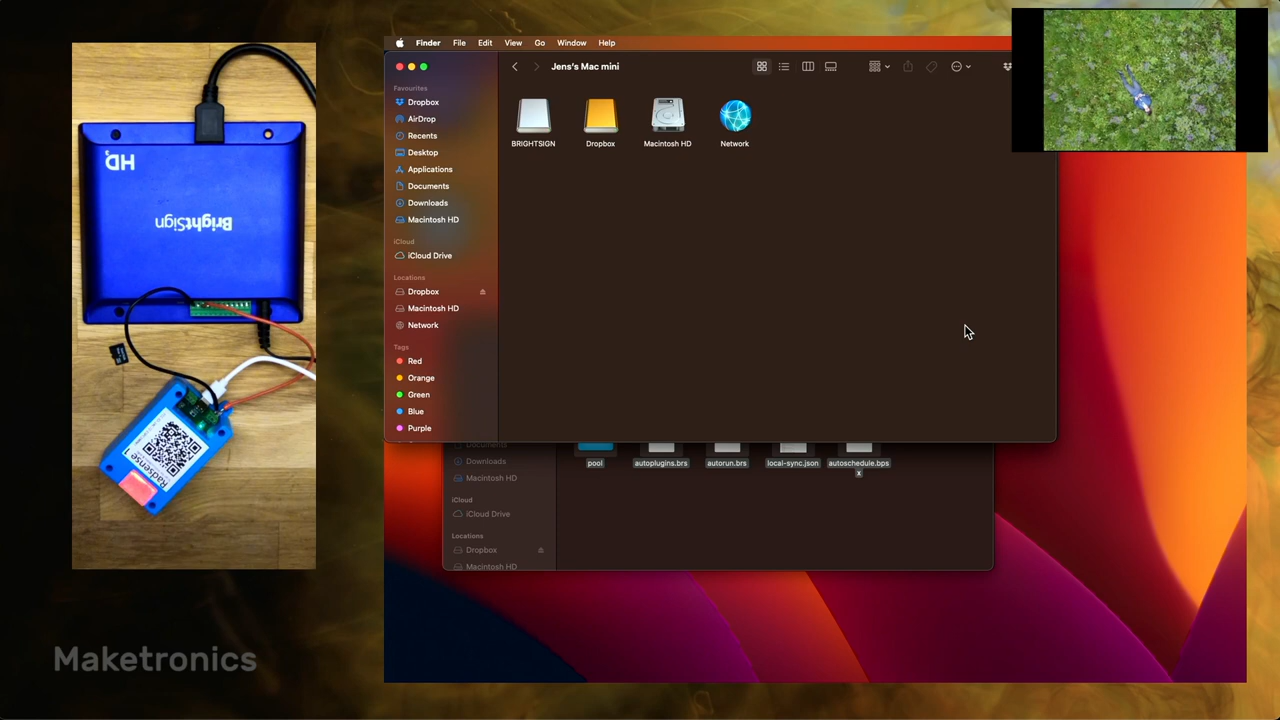 HD3
BrightSign
Radsense
Maketronics
Finder File Edit View Go Window Help
Jens's Mac mini
Favourites
Dropbox
AirDrop
Recents
Desktop
Applications
Documents
Downloads
Macintosh HD
iCloud
iCloud Drive
Locations
Dropbox
Macintosh HD
Network
Tags
Red
Orange
Green
Blue
Purple
BRIGHTSIGN Dropbox Macintosh HD Network
Documents
Downloads
Macintosh HD
iCloud
iCloud Drive
Locations
Dropbox
Macintosh HD
pool autoplugins.brs autorun.brs local-sync.json autoschedule.bps
x